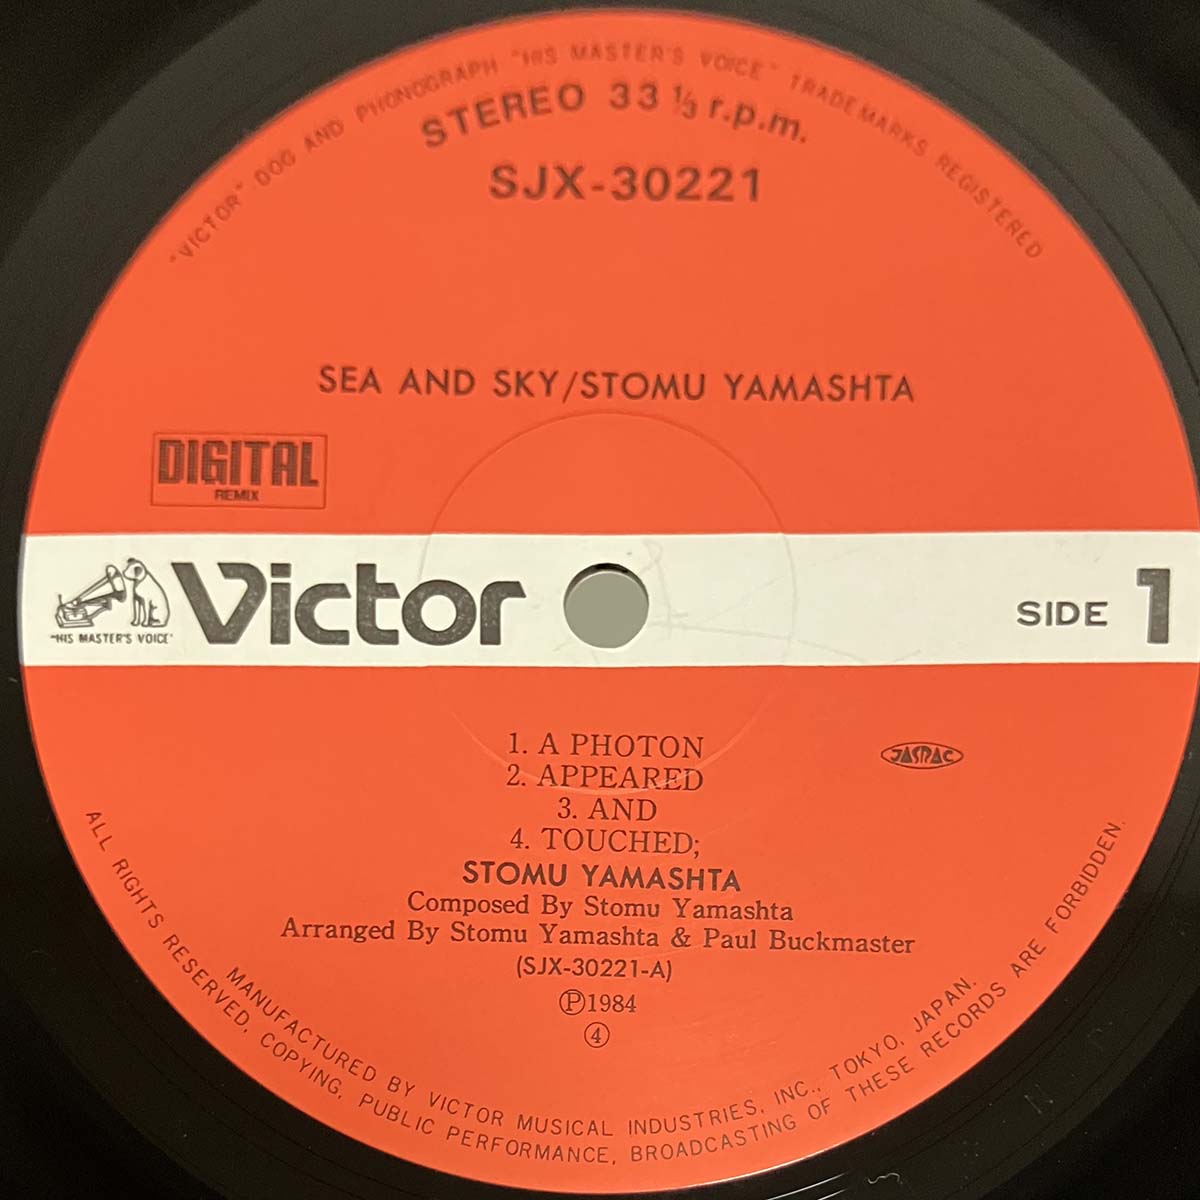 "VICTOR" DOG AND PHONOGRAPH "HIS MASTER'S VOICE" TRADEMARKS REGISTERED
STEREO 33 1/3 r.p.m.
SJX-30221
SEA AND SKY/STOMU YAMASHTA
DIGITAL
REMIX
Victor
"HIS MASTER'S VOICE"
SIDE 1
1. A PHOTON
2. APPEARED
3. AND
4. TOUCHED;
JASRAC
STOMU YAMASHTA
Composed By Stomu Yamashta
Arranged By Stomu Yamashta & Paul Buckmaster
(SJX-30221-A)
Ⓟ1984
④
MANUFACTURED BY VICTOR MUSICAL INDUSTRIES, INC., TOKYO, JAPAN.
ALL RIGHTS RESERVED, COPYING, PUBLIC PERFORMANCE, BROADCASTING OF THESE RECORDS ARE FORBIDDEN.